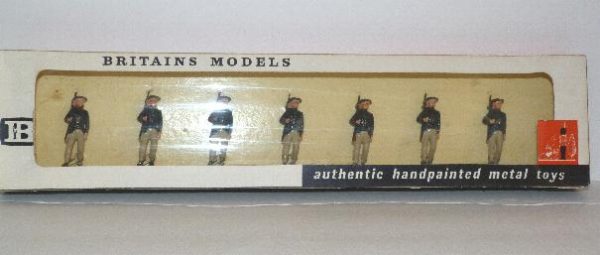 BRITAINS MODELS
B
authentic handpainted metal toys